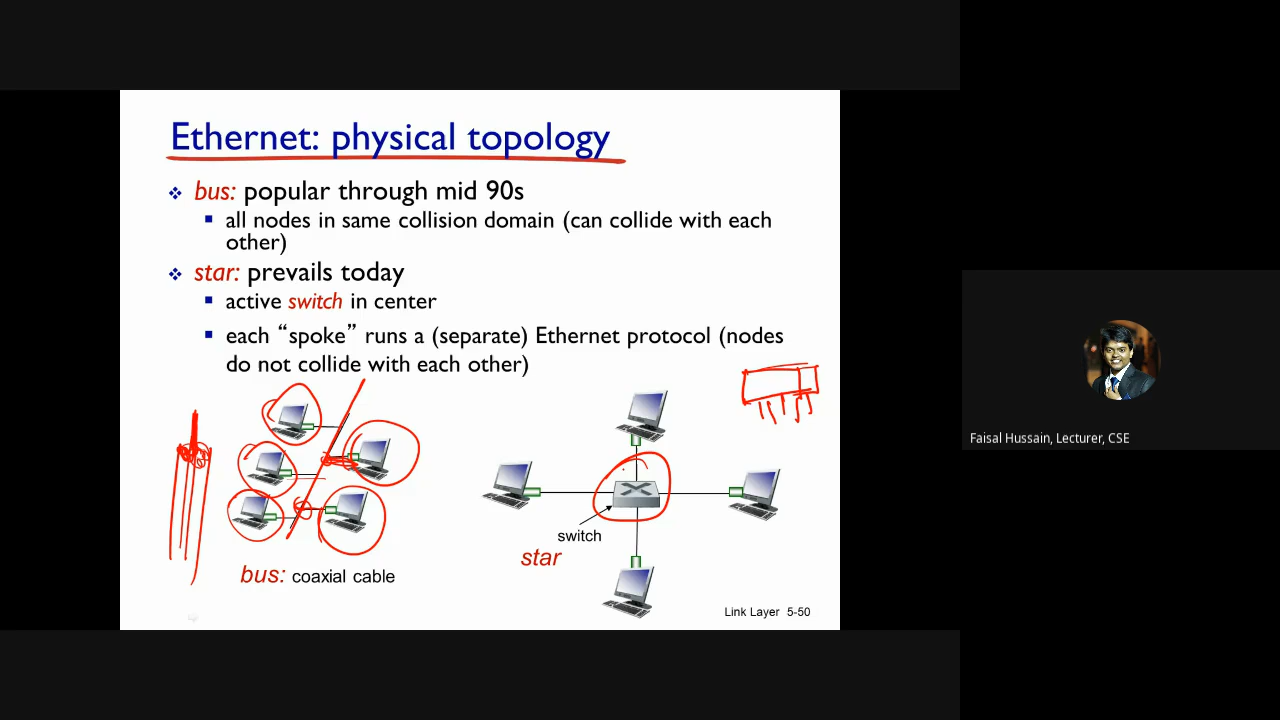 Ethernet: physical topology
❖ bus: popular through mid 90s
▪ all nodes in same collision domain (can collide with each
other)
❖ star: prevails today
▪ active switch in center
▪ each “spoke” runs a (separate) Ethernet protocol (nodes
do not collide with each other)
switch
star
bus: coaxial cable
Link Layer 5-50
Faisal Hussain, Lecturer, CSE